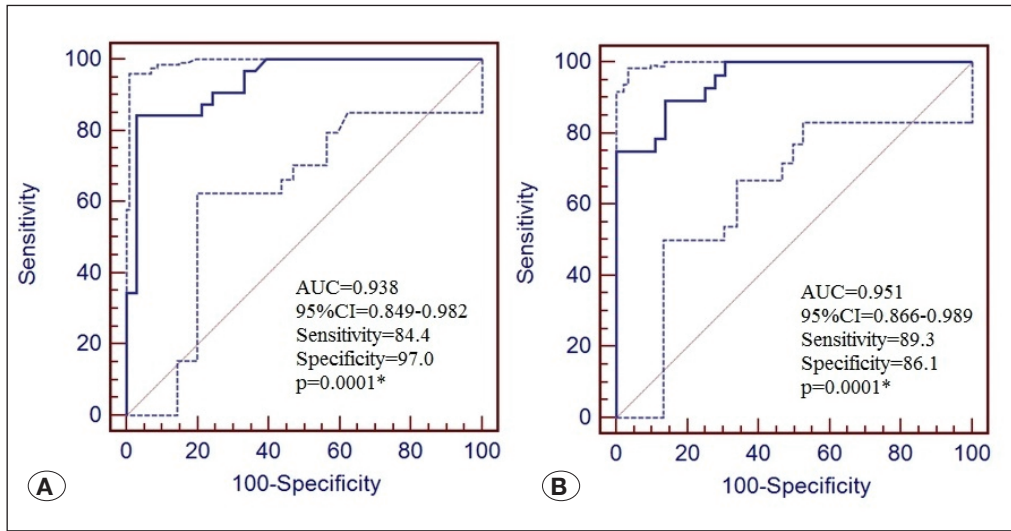 100
80
60
40
20
0
Sensitivity
AUC=0.938
95%CI=0.849-0.982
Sensitivity=84.4
Specificity=97.0
p=0.0001*
0 20 40 60 80 100
100-Specificity
A
100
80
60
40
20
0
Sensitivity
AUC=0.951
95%CI=0.866-0.989
Sensitivity=89.3
Specificity=86.1
p=0.0001*
0 20 40 60 80 100
100-Specificity
B